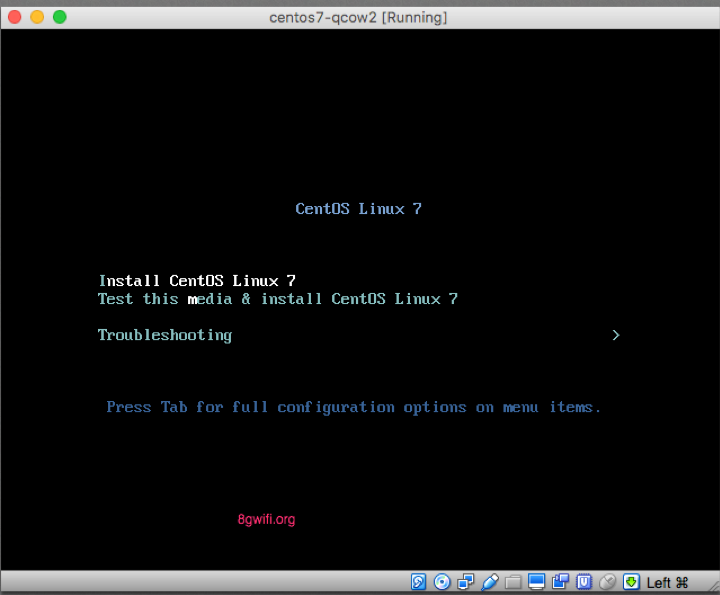 centos7-qcow2 [Running]
CentOS Linux 7
Install CentOS Linux 7
Test this media & install CentOS Linux 7
Troubleshooting >
Press Tab for full configuration options on menu items.
8gwifi.org
Left ⌘